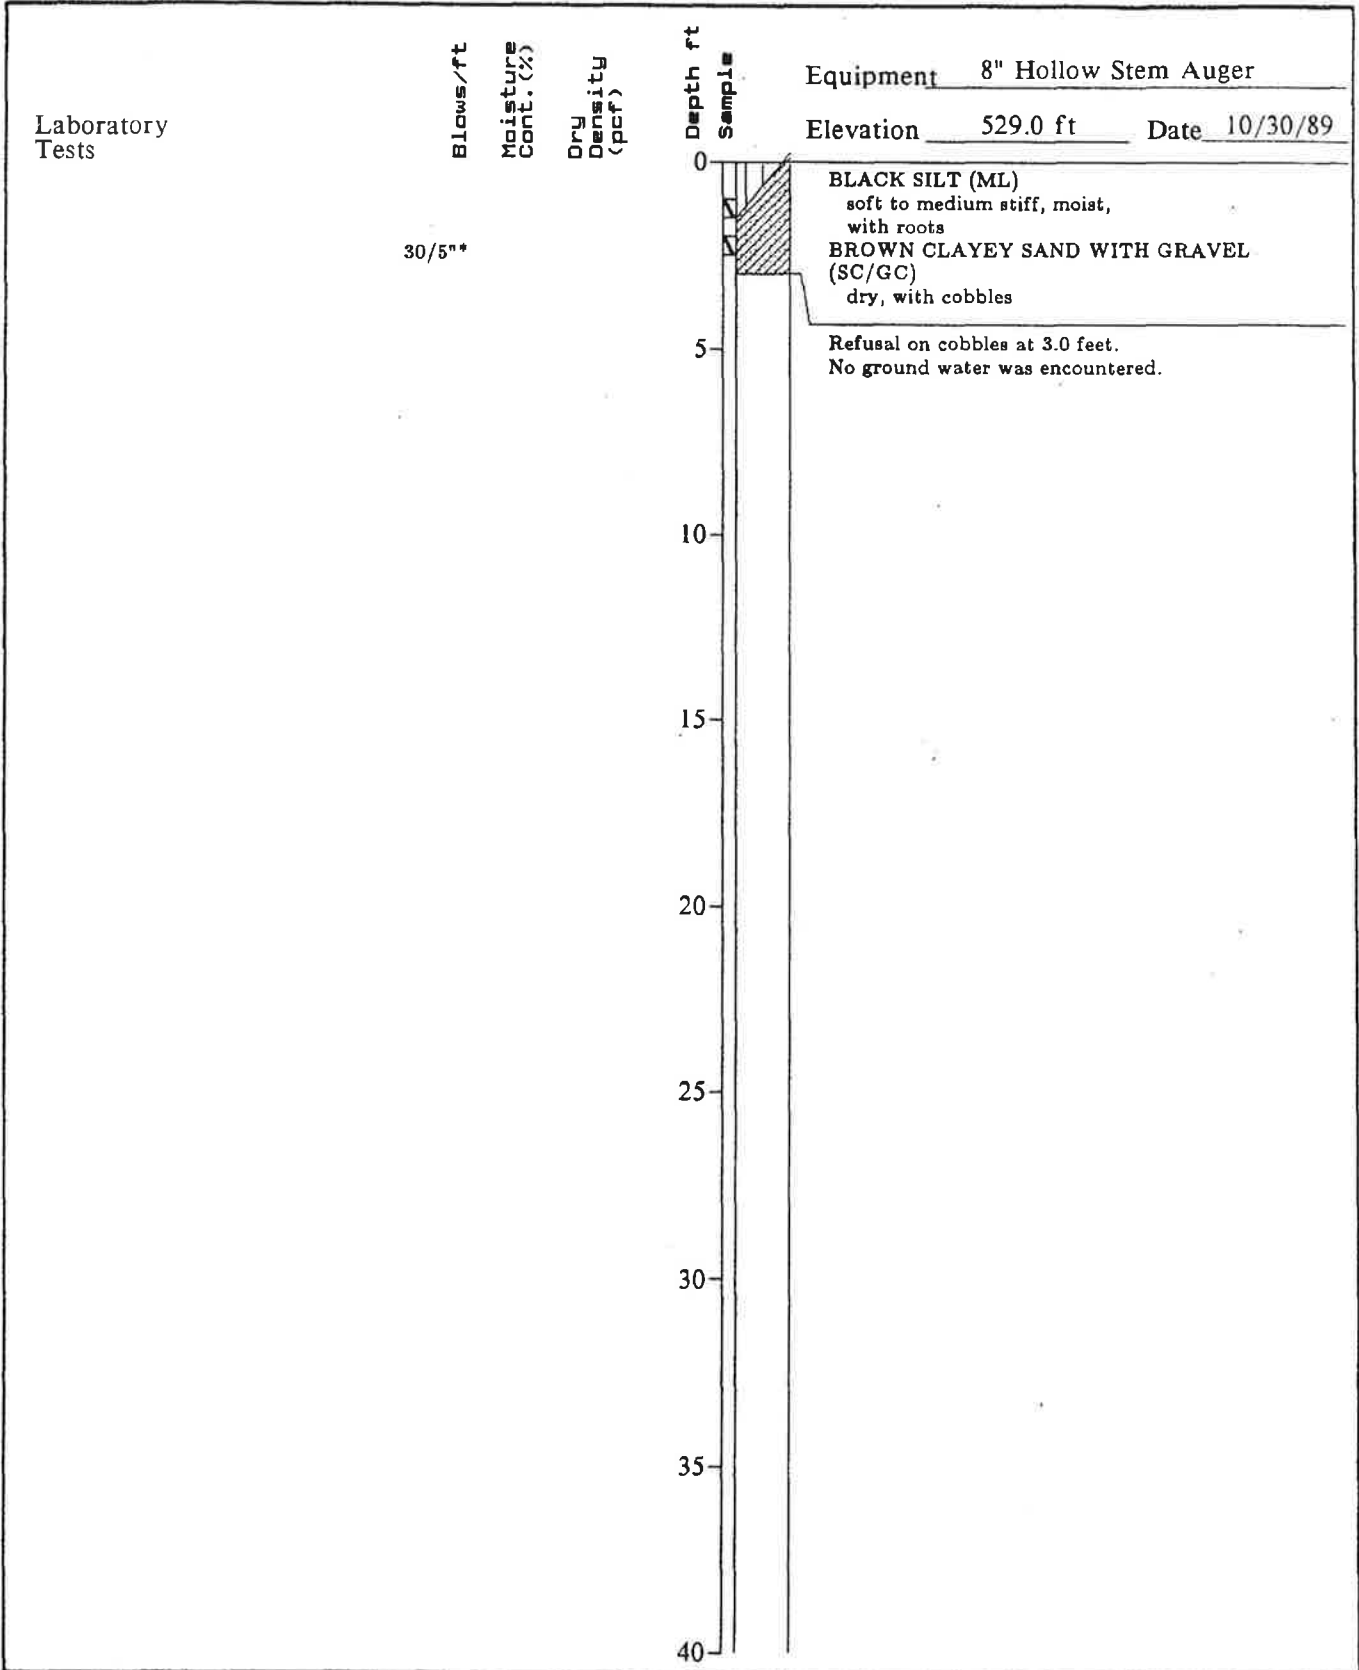 Laboratory
Tests
Blows/ft
Moisture
Cont.(%)
Dry
Density
(pcf)
Depth ft
Sample
Equipment 8" Hollow Stem Auger
Elevation 529.0 ft Date 10/30/89
0
BLACK SILT (ML)
soft to medium stiff, moist,
with roots
30/5"*
BROWN CLAYEY SAND WITH GRAVEL
(SC/GC)
dry, with cobbles
5
Refusal on cobbles at 3.0 feet.
No ground water was encountered.
10
15
20
25
30
35
40